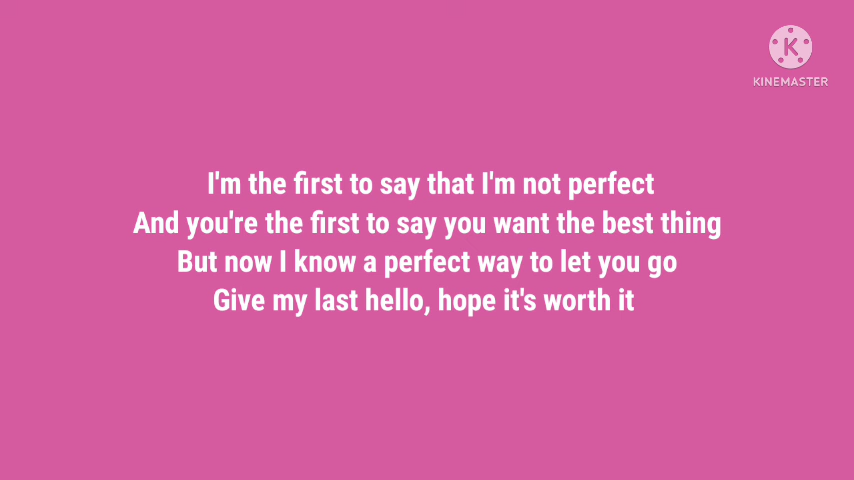 KINEMASTER
I'm the first to say that I'm not perfect
And you're the first to say you want the best thing
But now I know a perfect way to let you go
Give my last hello, hope it's worth it